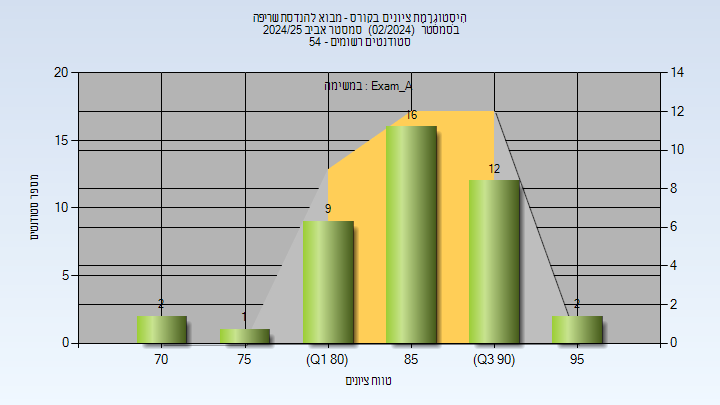 היסטוגרמת ציונים בקורס - מבוא להנדסת שריפה
בסמסטר (02/2024) סמסטר אביב 2024/25
סטודנטים רשומים - 54
במשימה : Exam_A
מספר סטודנטים
20
15
10
5
0
14
12
10
8
6
4
2
0
2
1
9
16
12
2
70
75
(Q1 80)
85
(Q3 90)
95
טווח ציונים